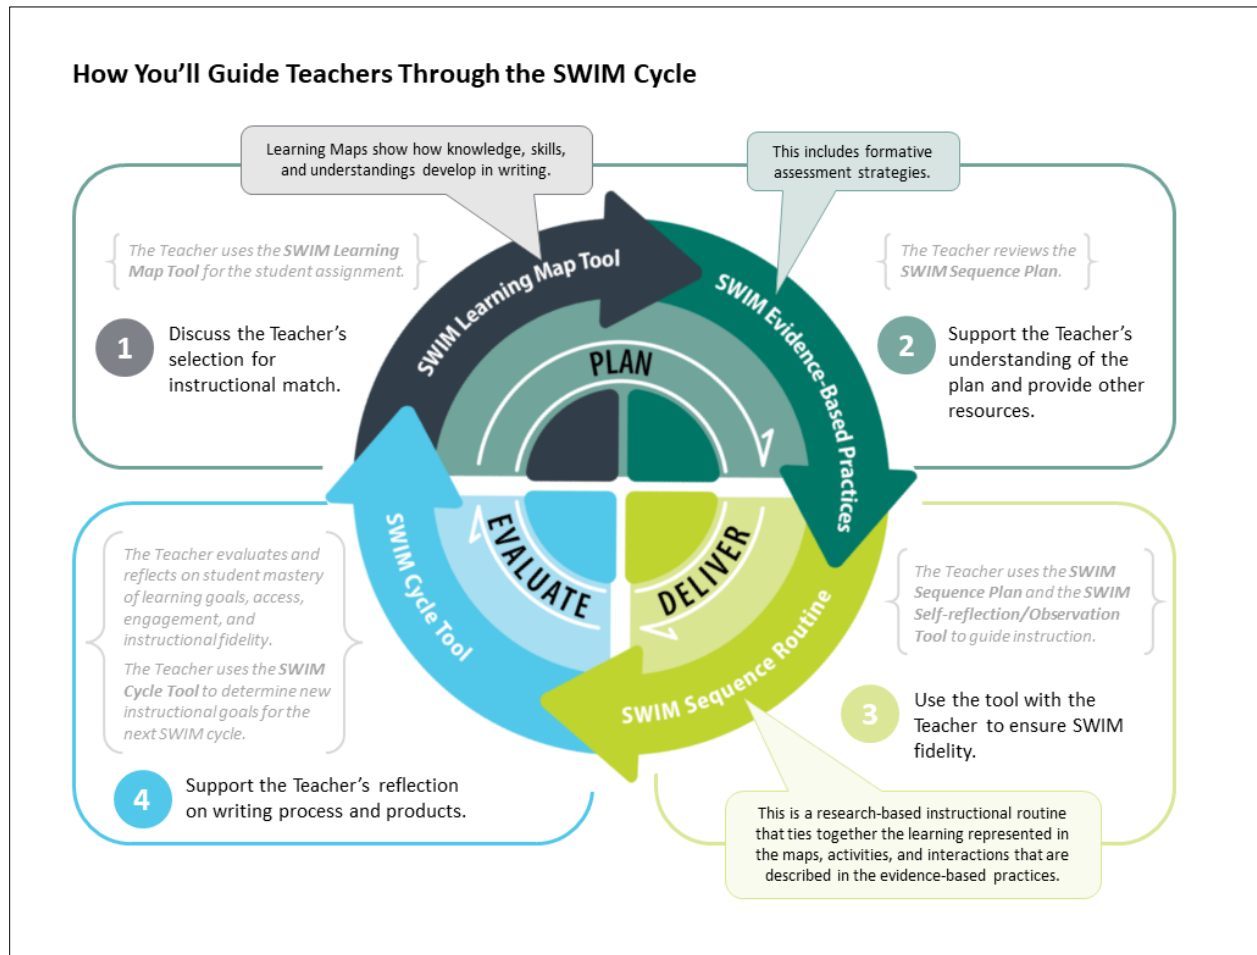 How You'll Guide Teachers Through the SWIM Cycle
Learning Maps show how knowledge, skills,
and understandings develop in writing.
This includes formative
assessment strategies.
The Teacher uses the SWIM Learning
Map Tool for the student assignment.
1
Discuss the Teacher's
selection for
instructional match.
The Teacher reviews the
SWIM Sequence Plan.
2
Support the Teacher's
understanding of the
plan and provide other
resources.
SWIM Learning Map Tool
SWIM Evidence-Based Practices
PLAN
DELIVER
EVALUATE
SWIM Sequence Routine
SWIM Cycle Tool
The Teacher uses the SWIM
Sequence Plan and the SWIM
Self-reflection/Observation
Tool to guide instruction.
3
Use the tool with the
Teacher to ensure SWIM
fidelity.
This is a research-based instructional routine
that ties together the learning represented in
the maps, activities, and interactions that are
described in the evidence-based practices.
The Teacher evaluates and
reflects on student mastery
of learning goals, access,
engagement, and
instructional fidelity.
The Teacher uses the SWIM
Cycle Tool to determine new
instructional goals for the
next SWIM cycle.
4
Support the Teacher's reflection
on writing process and products.